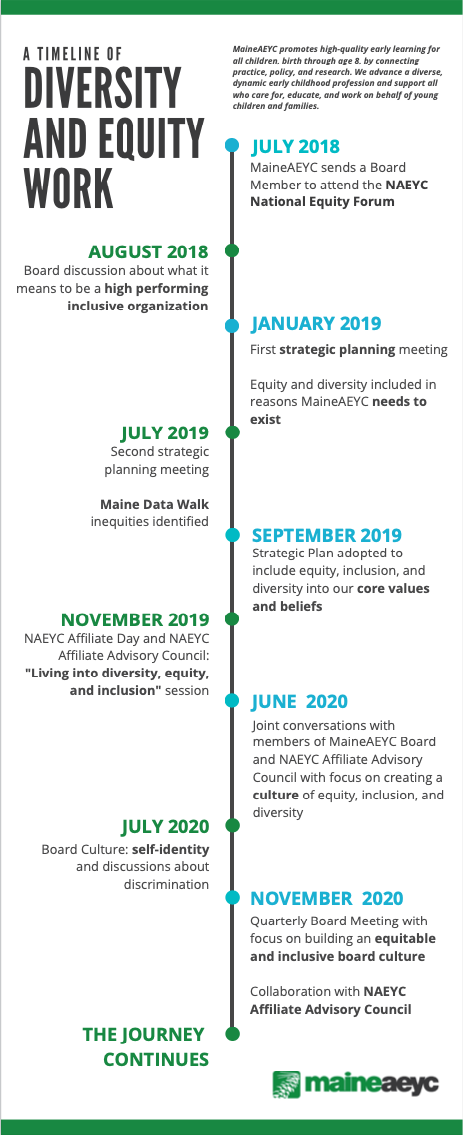 A TIMELINE OF
DIVERSITY
AND EQUITY
WORK
MaineAEYC promotes high-quality early learning for
all children, birth through age 8, by connecting
practice, policy, and research. We advance a diverse,
dynamic early childhood profession and support all
who care for, educate, and work on behalf of young
children and families.
JULY 2018
MaineAEYC sends a Board
Member to attend the NAEYC
National Equity Forum
AUGUST 2018
Board discussion about what it
means to be a high performing
inclusive organization
JANUARY 2019
First strategic planning meeting
Equity and diversity included in
reasons MaineAEYC needs to
exist
JULY 2019
Second strategic
planning meeting
Maine Data Walk
inequities identified
SEPTEMBER 2019
Strategic Plan adopted to
include equity, inclusion, and
diversity into our core values
and beliefs
NOVEMBER 2019
NAEYC Affiliate Day and NAEYC
Affiliate Advisory Council:
"Living into diversity, equity,
and inclusion" session
JUNE 2020
Joint conversations with
members of MaineAEYC Board
and NAEYC Affiliate Advisory
Council with focus on creating a
culture of equity, inclusion, and
diversity
JULY 2020
Board Culture: self-identity
and discussions about
discrimination
NOVEMBER 2020
Quarterly Board Meeting with
focus on building an equitable
and inclusive board culture
Collaboration with NAEYC
Affiliate Advisory Council
THE JOURNEY
CONTINUES
maineaeyc